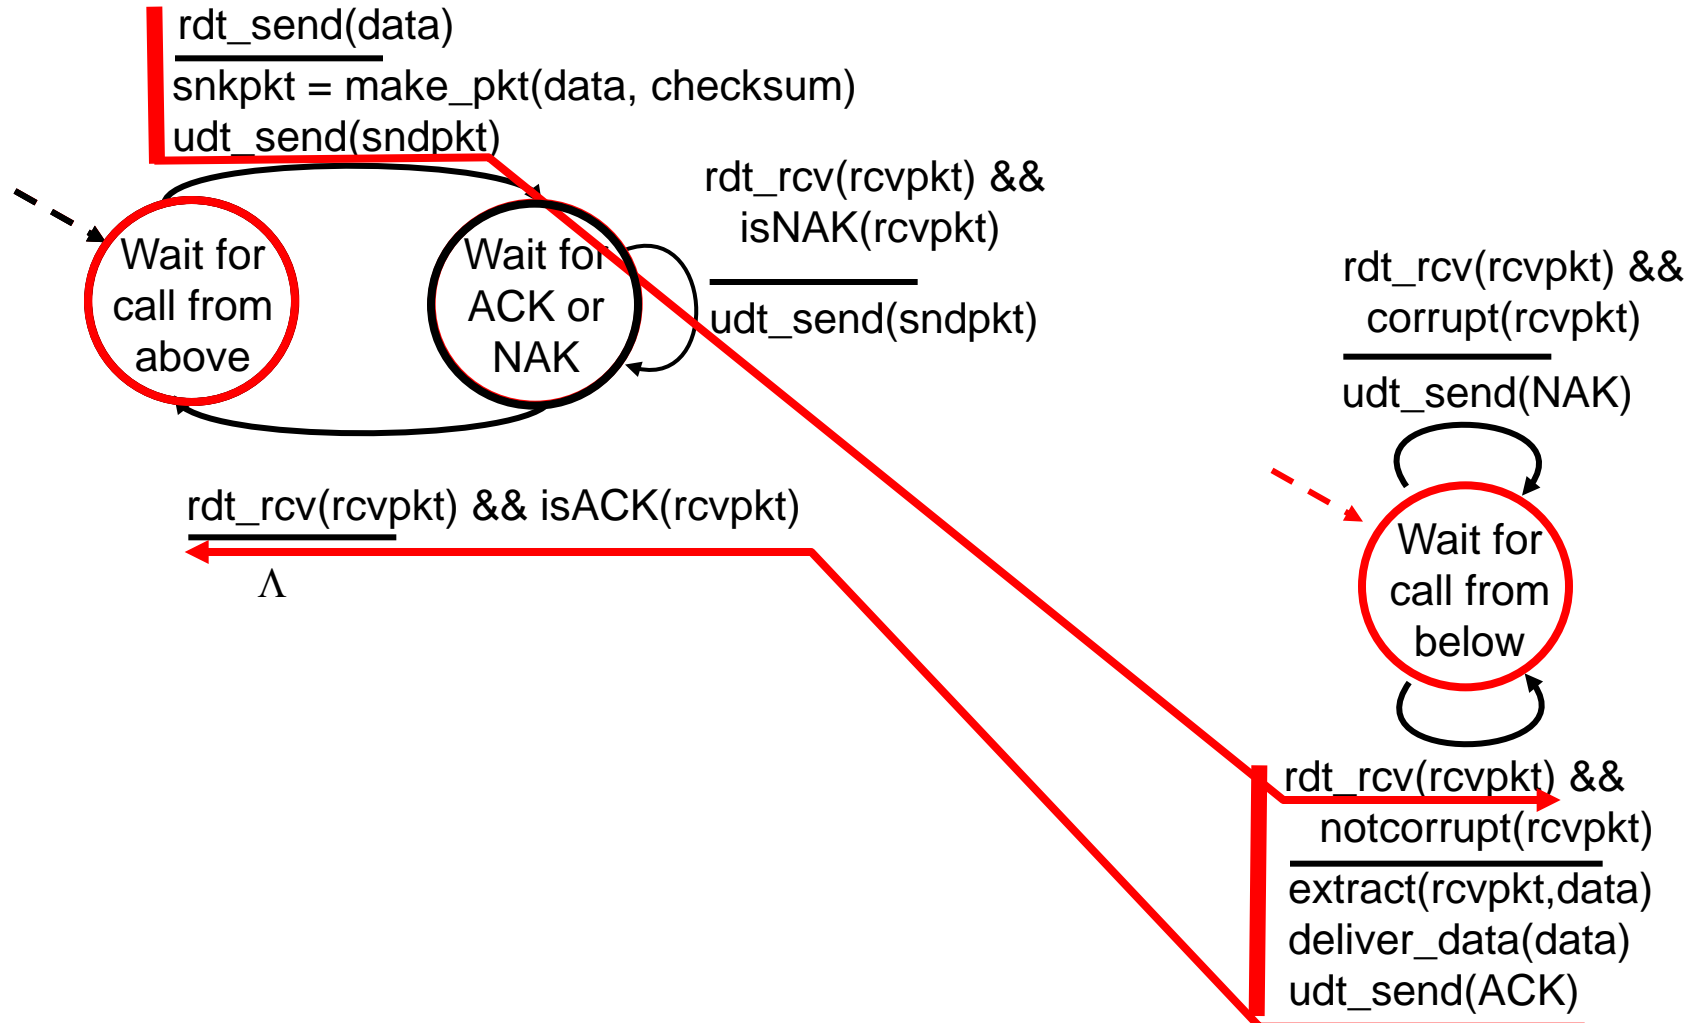 rdt_send(data)
snkpkt = make_pkt(data, checksum)
udt_send(sndpkt)
Wait for
call from
above
Wait for
ACK or
NAK
rdt_rcv(rcvpkt) &&
isNAK(rcvpkt)
udt_send(sndpkt)
rdt_rcv(rcvpkt) && isACK(rcvpkt)
Λ
rdt_rcv(rcvpkt) &&
corrupt(rcvpkt)
udt_send(NAK)
Wait for
call from
below
rdt_rcv(rcvpkt) &&
notcorrupt(rcvpkt)
extract(rcvpkt,data)
deliver_data(data)
udt_send(ACK)